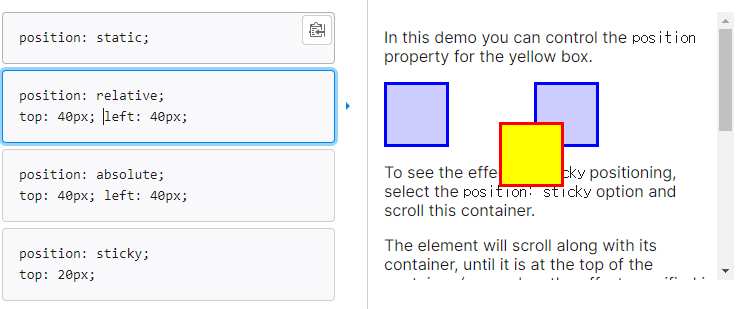 position: static;
position: relative;
top: 40px; left: 40px;
position: absolute;
top: 40px; left: 40px;
position: sticky;
top: 20px;
In this demo you can control the position
property for the yellow box.
To see the effe cky positioning,
select the position: sticky option and
scroll this container.
The element will scroll along with its
container, until it is at the top of the